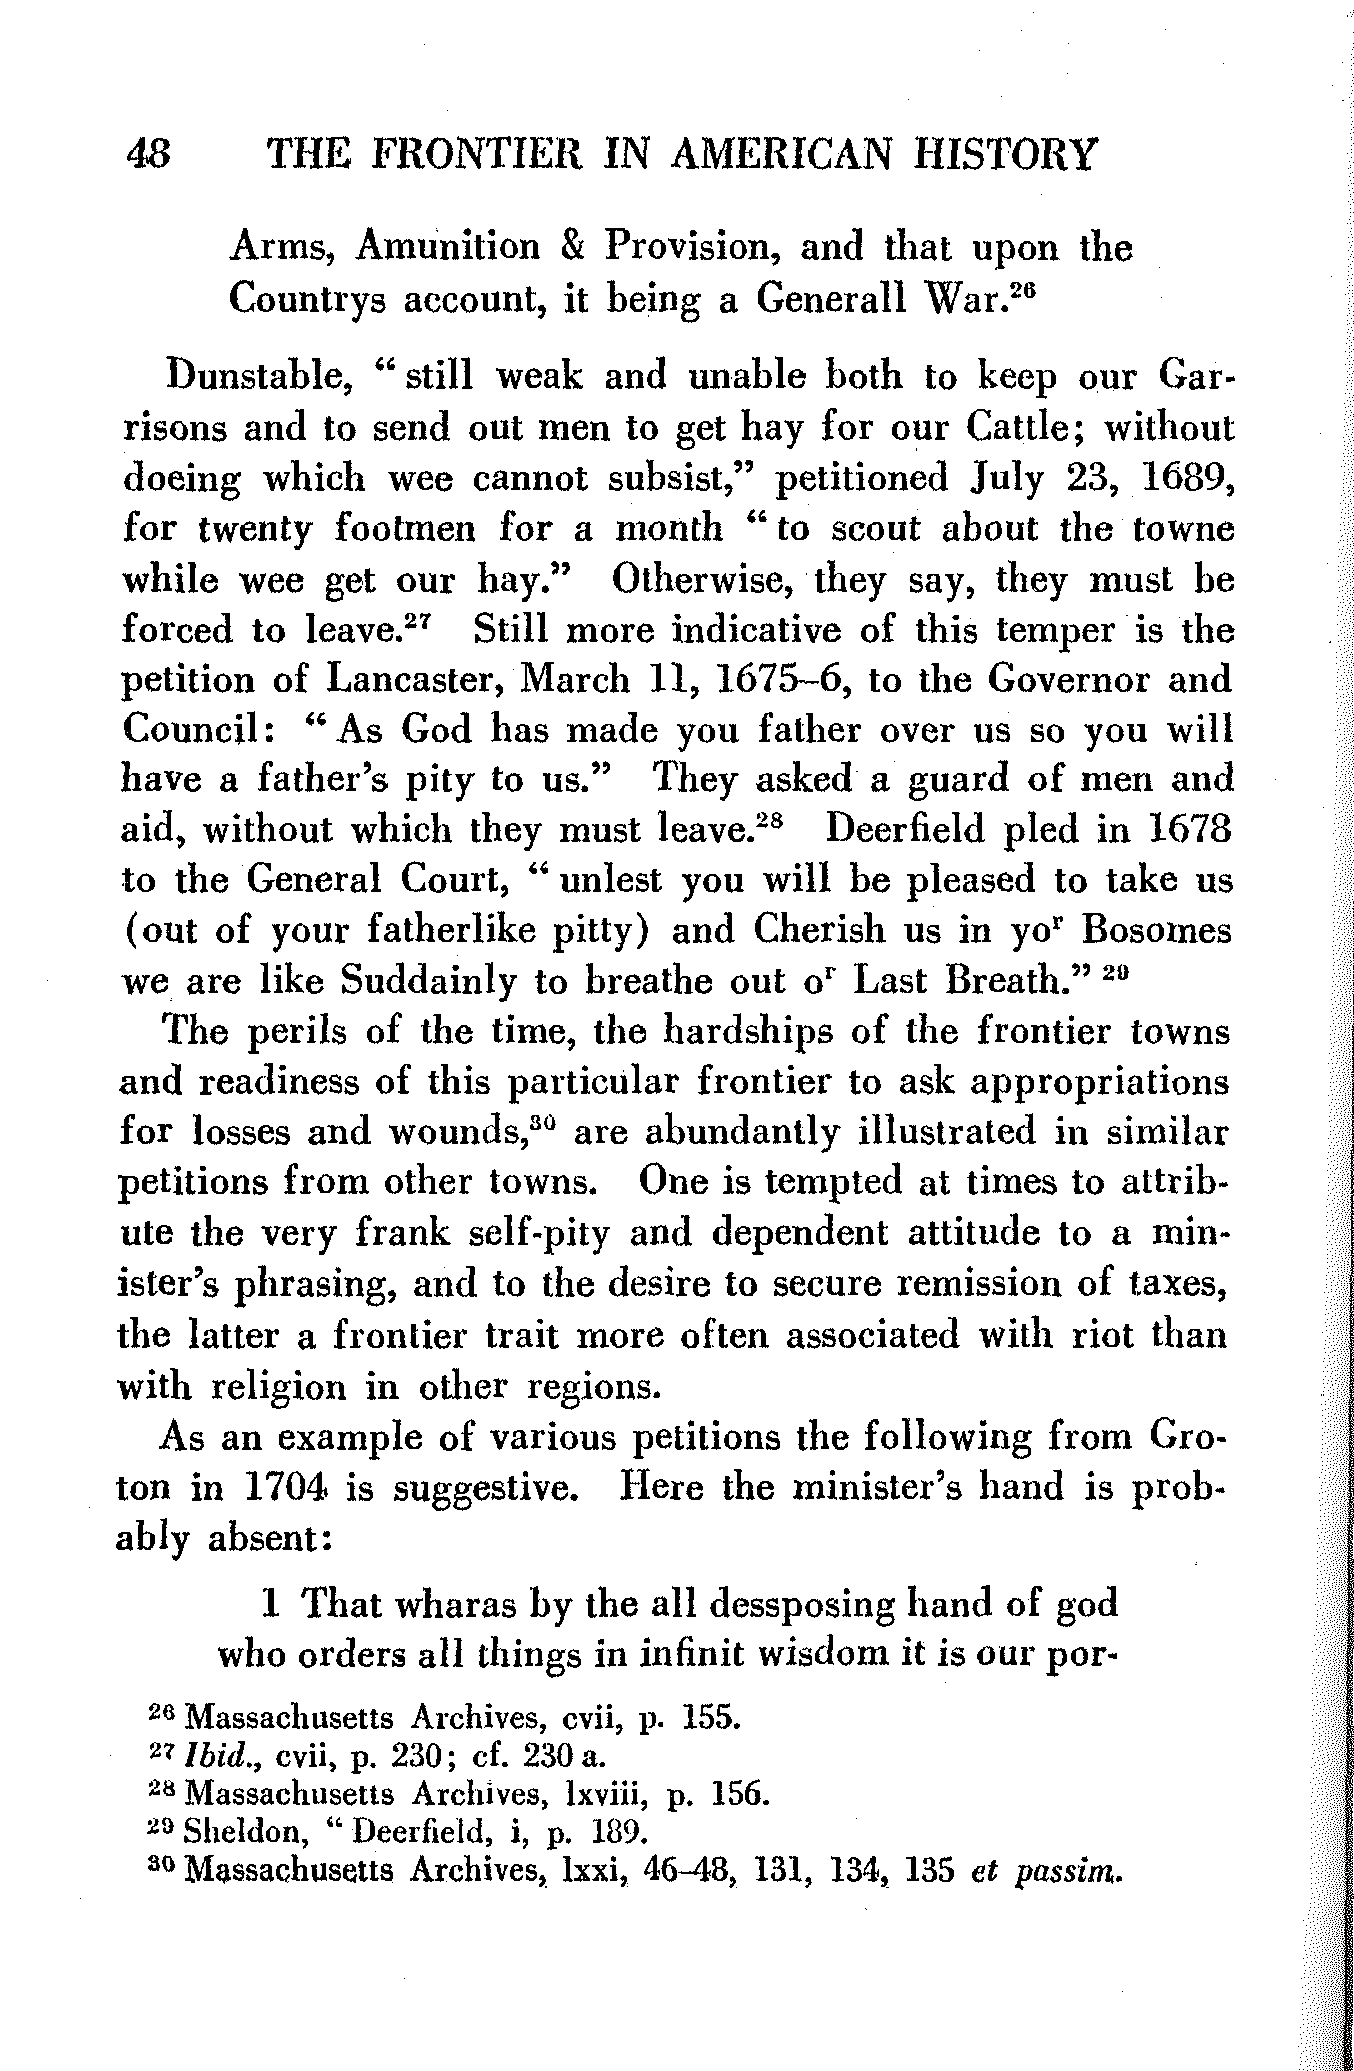 48 THE FRONTIER IN AMERICAN HISTORY
Arms, Amunition & Provision, and that upon the
Countrys account, it being a Generall War.²⁶
Dunstable, “ still weak and unable both to keep our Gar-
risons and to send out men to get hay for our Cattle; without
doeing which wee cannot subsist,” petitioned July 23, 1689,
for twenty footmen for a month “ to scout about the towne
while wee get our hay.” Otherwise, they say, they must be
forced to leave.²⁷ Still more indicative of this temper is the
petition of Lancaster, March 11, 1675–6, to the Governor and
Council: “ As God has made you father over us so you will
have a father’s pity to us.” They asked a guard of men and
aid, without which they must leave.²⁸ Deerfield pled in 1678
to the General Court, “ unlest you will be pleased to take us
(out of your fatherlike pitty) and Cherish us in yoʳ Bosomes
we are like Suddainly to breathe out oʳ Last Breath.” ²⁹
The perils of the time, the hardships of the frontier towns
and readiness of this particular frontier to ask appropriations
for losses and wounds,³⁰ are abundantly illustrated in similar
petitions from other towns. One is tempted at times to attrib-
ute the very frank self-pity and dependent attitude to a min-
ister’s phrasing, and to the desire to secure remission of taxes,
the latter a frontier trait more often associated with riot than
with religion in other regions.
As an example of various petitions the following from Gro-
ton in 1704 is suggestive. Here the minister’s hand is prob-
ably absent:
1 That wharas by the all dessposing hand of god
who orders all things in infinit wisdom it is our por-
²⁶ Massachusetts Archives, cvii, p. 155.
²⁷ Ibid., cvii, p. 230; cf. 230 a.
²⁸ Massachusetts Archives, lxviii, p. 156.
²⁹ Sheldon, “ Deerfield, i, p. 189.
³⁰ Massachusetts Archives, lxxi, 46–48, 131, 134, 135 et passim.